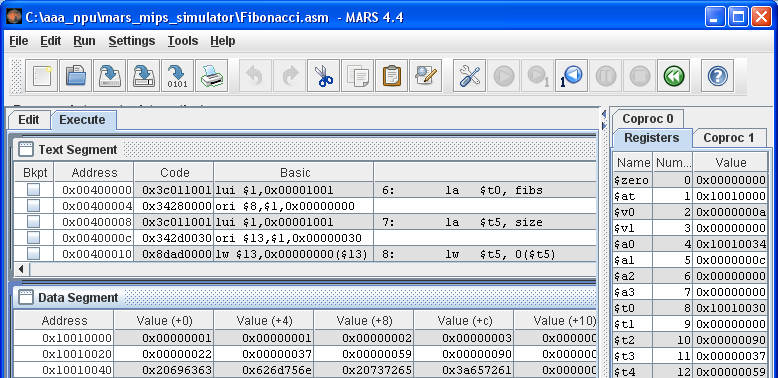 C:\aaa_npu\mars_mips_simulator\Fibonacci.asm - MARS 4.4
File Edit Run Settings Tools Help
0101 1 1
Edit Execute
Text Segment
Bkpt Address Code Basic
0x00400000 0x3c011001 lui $1,0x00001001 6: la $t0, fibs
0x00400004 0x34280000 ori $8,$1,0x00000000
0x00400008 0x3c011001 lui $1,0x00001001 7: la $t5, size
0x0040000c 0x342d0030 ori $13,$1,0x00000030
0x00400010 0x8dad0000 lw $13,0x00000000($13) 8: lw $t5, 0($t5)
Data Segment
Address Value (+0) Value (+4) Value (+8) Value (+c) Value (+10)
0x10010000 0x00000001 0x00000001 0x00000002 0x00000003 0x0000000
0x10010020 0x00000022 0x00000037 0x00000059 0x00000090 0x0000000
0x10010040 0x20696363 0x626d756e 0x20737265 0x3a657261 0x0000000
Coproc 0
Registers Coproc 1
Name Num... Value
$zero 0 0x00000000
$at 1 0x10010000
$v0 2 0x0000000a
$v1 3 0x00000000
$a0 4 0x10010034
$a1 5 0x0000000c
$a2 6 0x00000000
$a3 7 0x00000000
$t0 8 0x10010030
$t1 9 0x00000000
$t2 10 0x00000090
$t3 11 0x00000037
$t4 12 0x00000059